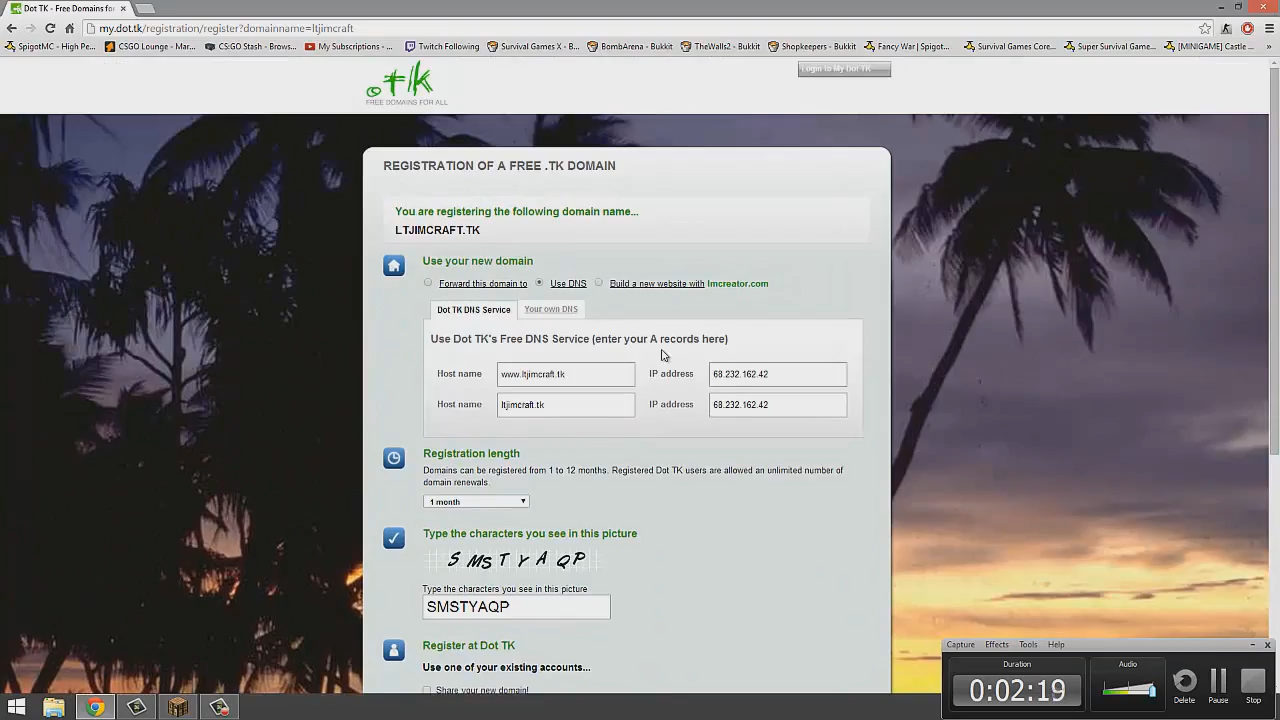 Dot TK - Free Domains for
my.dot.tk/registration/register?domainname=ltjimcraft
SpigotMC - High Pe... CSGO Lounge - Mar... CS:GO Stash - Brows... My Subscriptions - ... Twitch Following Survival Games X - B... BombArena - Bukkit TheWalls2 - Bukkit Shopkeepers - Bukkit Fancy War | Spigot... Survival Games Core... Super Survival Game... [MINIGAME] Castle ...
Login to My Dot TK
.tk
FREE DOMAINS FOR ALL
REGISTRATION OF A FREE .TK DOMAIN
You are registering the following domain name...
LTJIMCRAFT.TK
Use your new domain
Forward this domain to Use DNS Build a new website with Imcreator.com
Dot TK DNS Service Your own DNS
Use Dot TK's Free DNS Service (enter your A records here)
Host name www.ltjimcraft.tk IP address 68.232.162.42
Host name ltjimcraft.tk IP address 68.232.162.42
Registration length
Domains can be registered from 1 to 12 months. Registered Dot TK users are allowed an unlimited number of
domain renewals.
1 month
Type the characters you see in this picture
SMSTYAQP
Type the characters you see in this picture
SMSTYAQP
Register at Dot TK
Use one of your existing accounts...
Share your new domain!
Capture Effects Tools Help
Duration
0:02:19
Audio
Delete Pause Stop